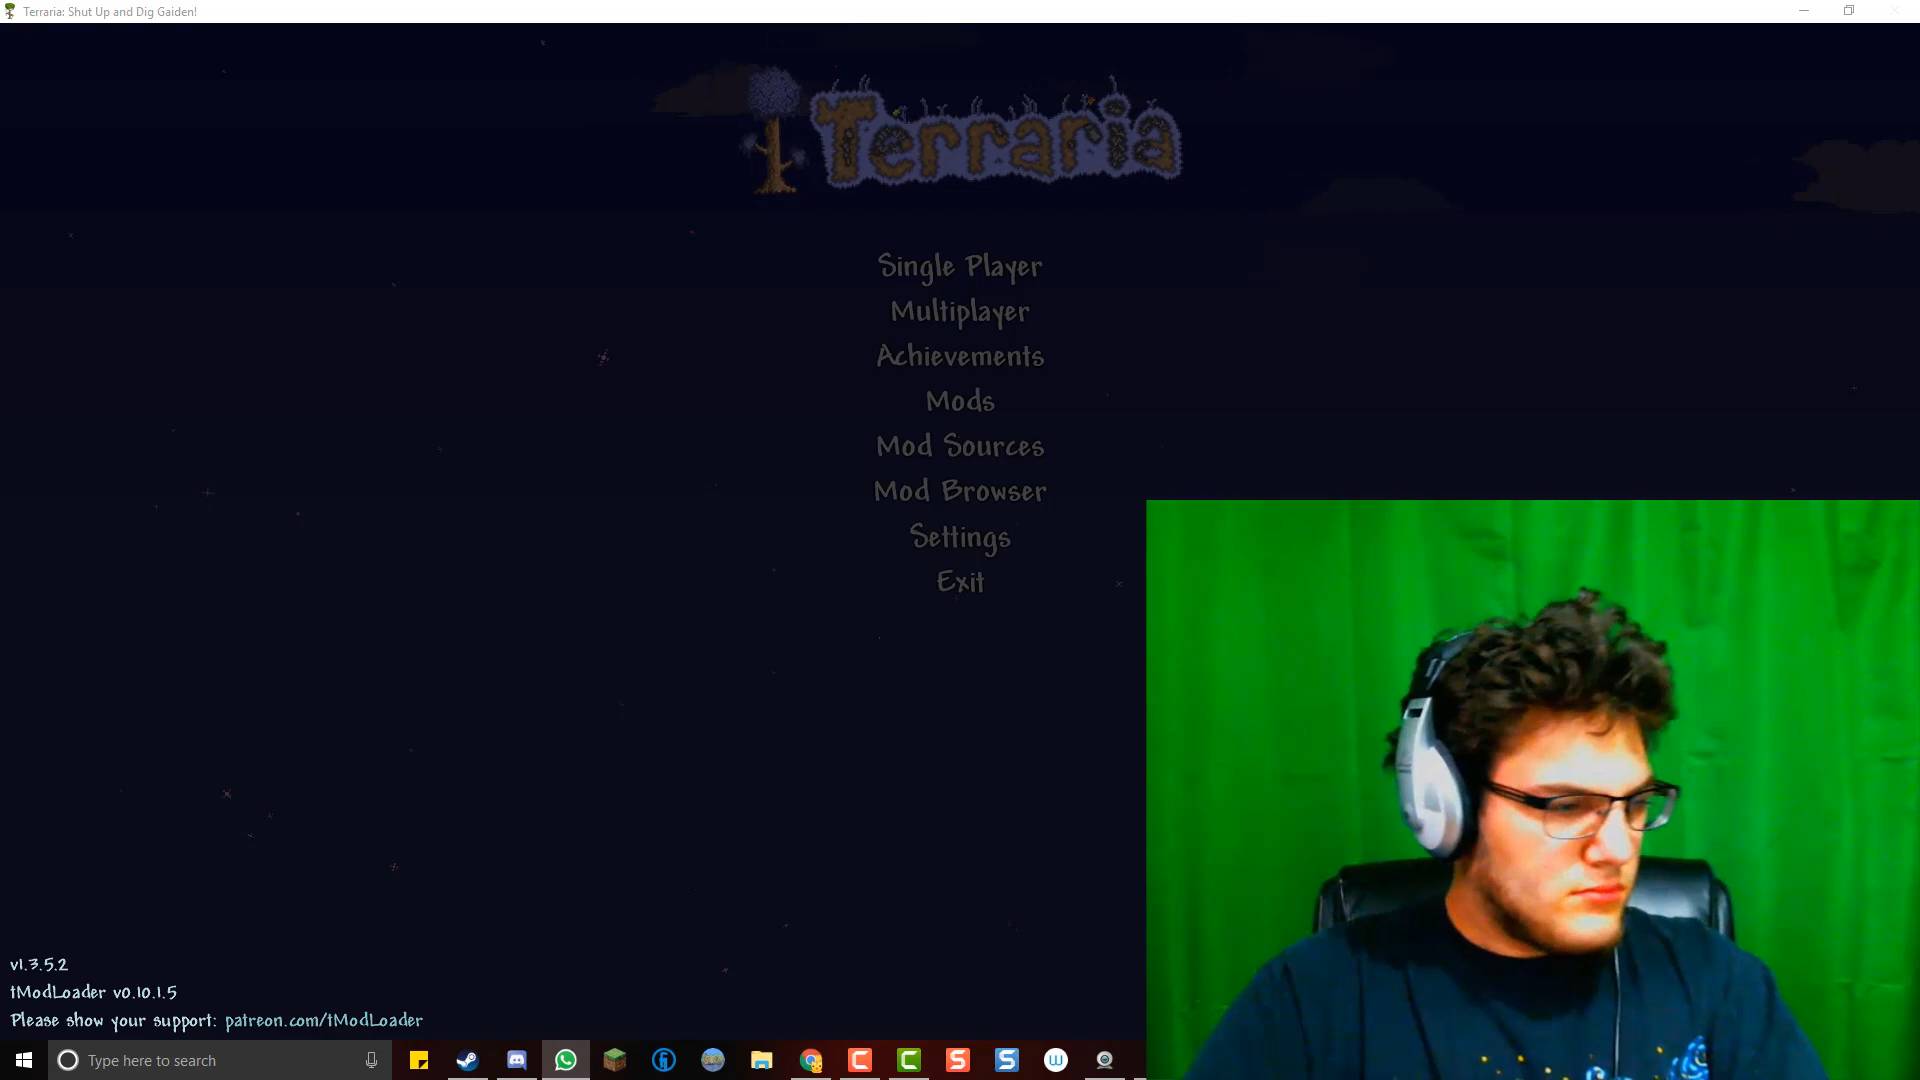 Terraria: Shut Up and Dig Gaiden!
Terraria
Single Player
Multiplayer
Achievements
Mods
Mod Sources
Mod Browser
Settings
Exit
v1.3.5.2
tModLoader v0.10.1.5
Please show your support: patreon.com/tModLoader
Type here to search